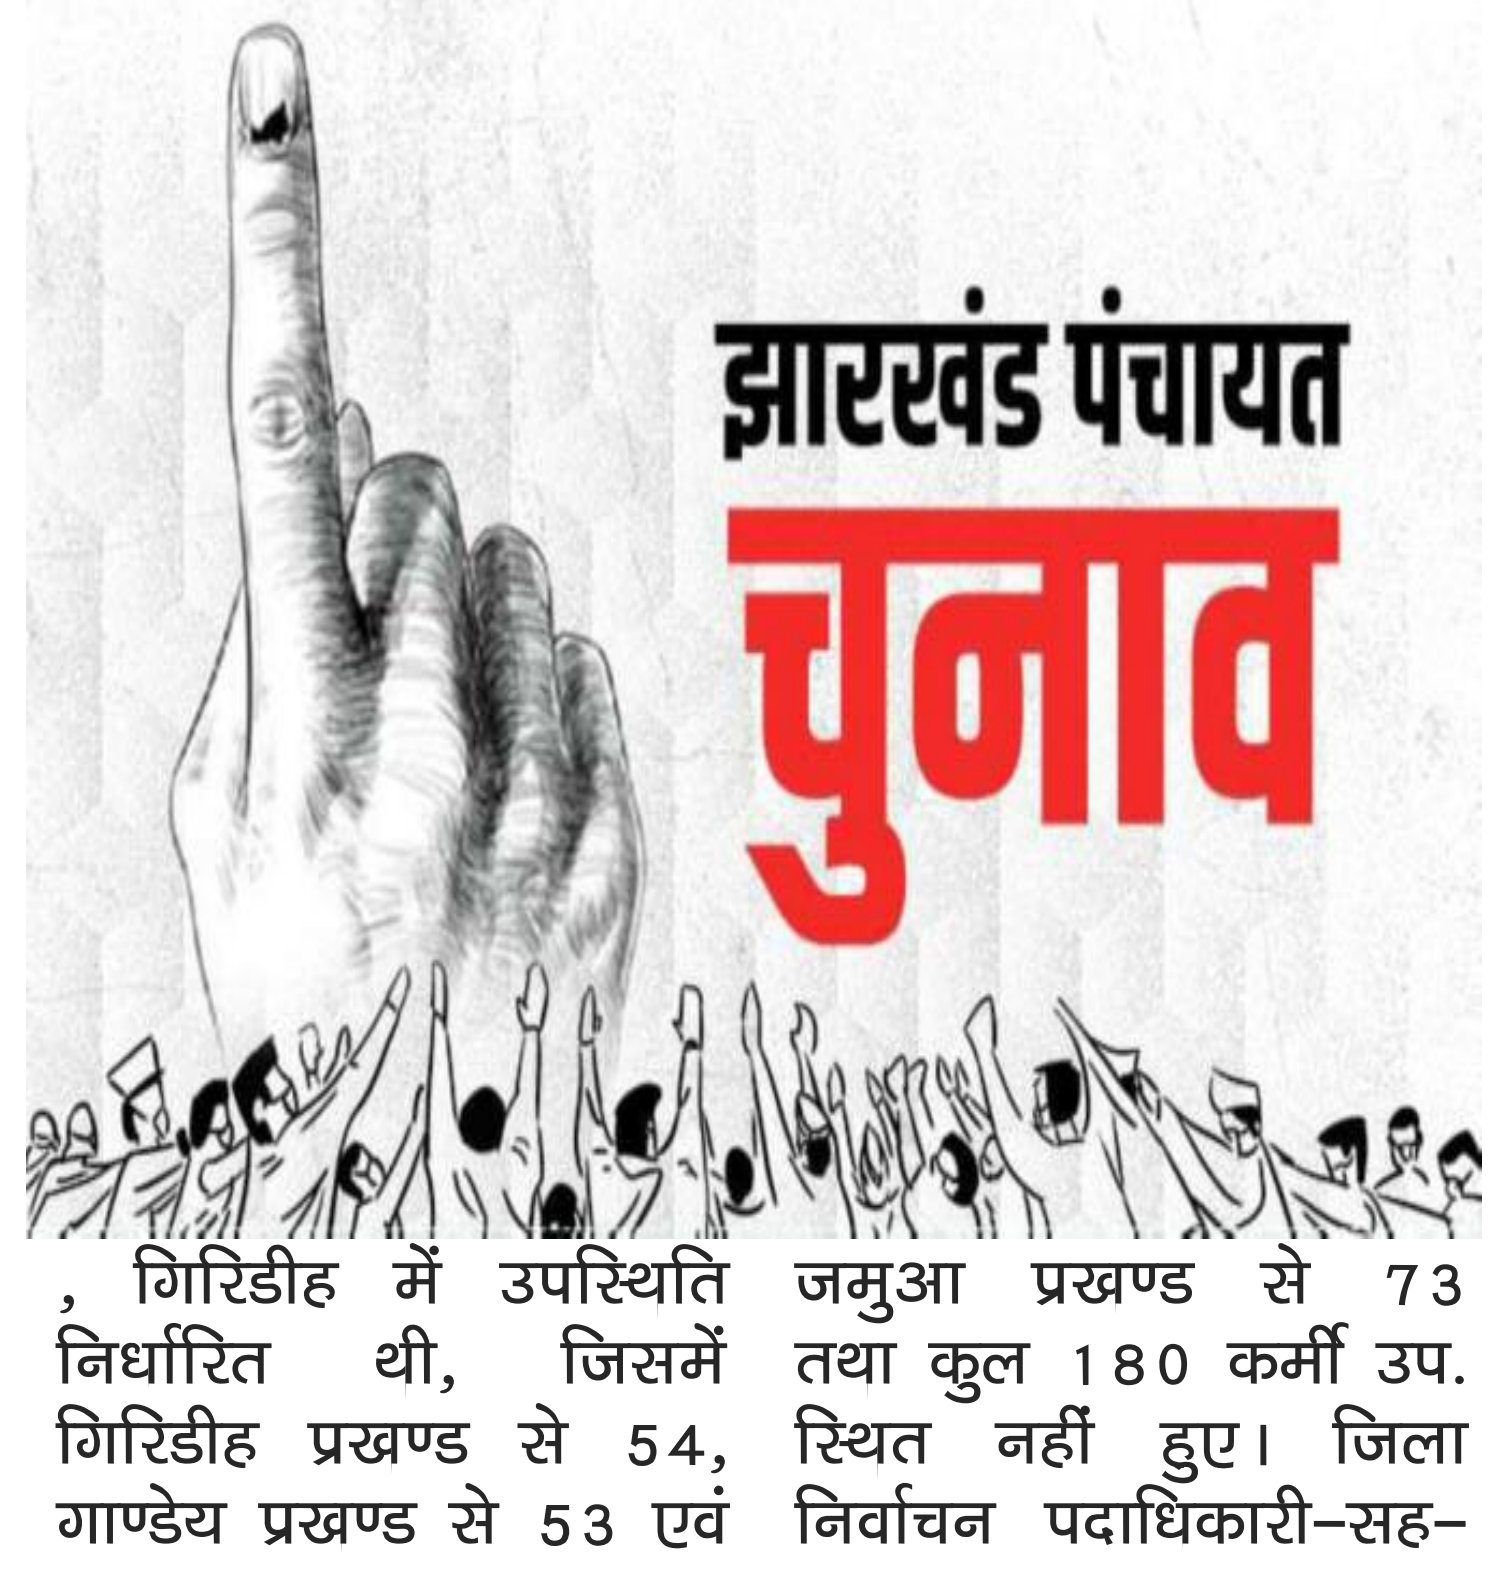 झारखंड पंचायत
चुनाव
, गिरिडीह में उपस्थिति
निर्धारित थी, जिसमें
गिरिडीह प्रखण्ड से 54,
गाण्डेय प्रखण्ड से 53 एवं
जमुआ प्रखण्ड से 73
तथा कुल 180 कर्मी उप.
स्थित नहीं हुए। जिला
निर्वाचन पदाधिकारी-सह-